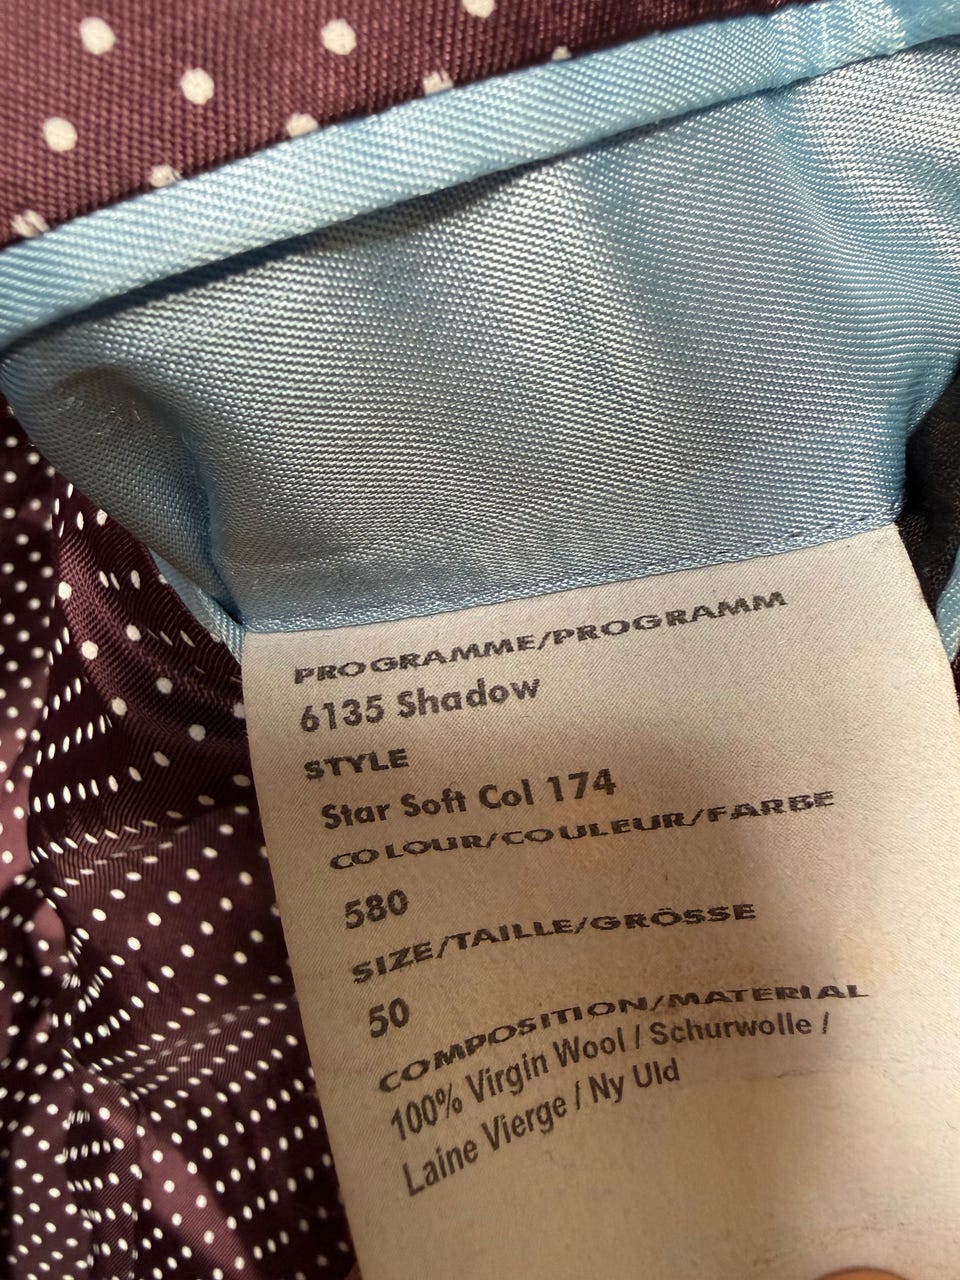 PROGRAMME/PROGRAMM
6135 Shadow
STYLE
Star Soft Col 174
COLOUR/COULEUR/FARBE
580
SIZE/TAILLE/GRÖSSE
50
COMPOSITION/MATERIAL
100% Virgin Wool / Schurwolle /
Laine Vierge / Ny Uld